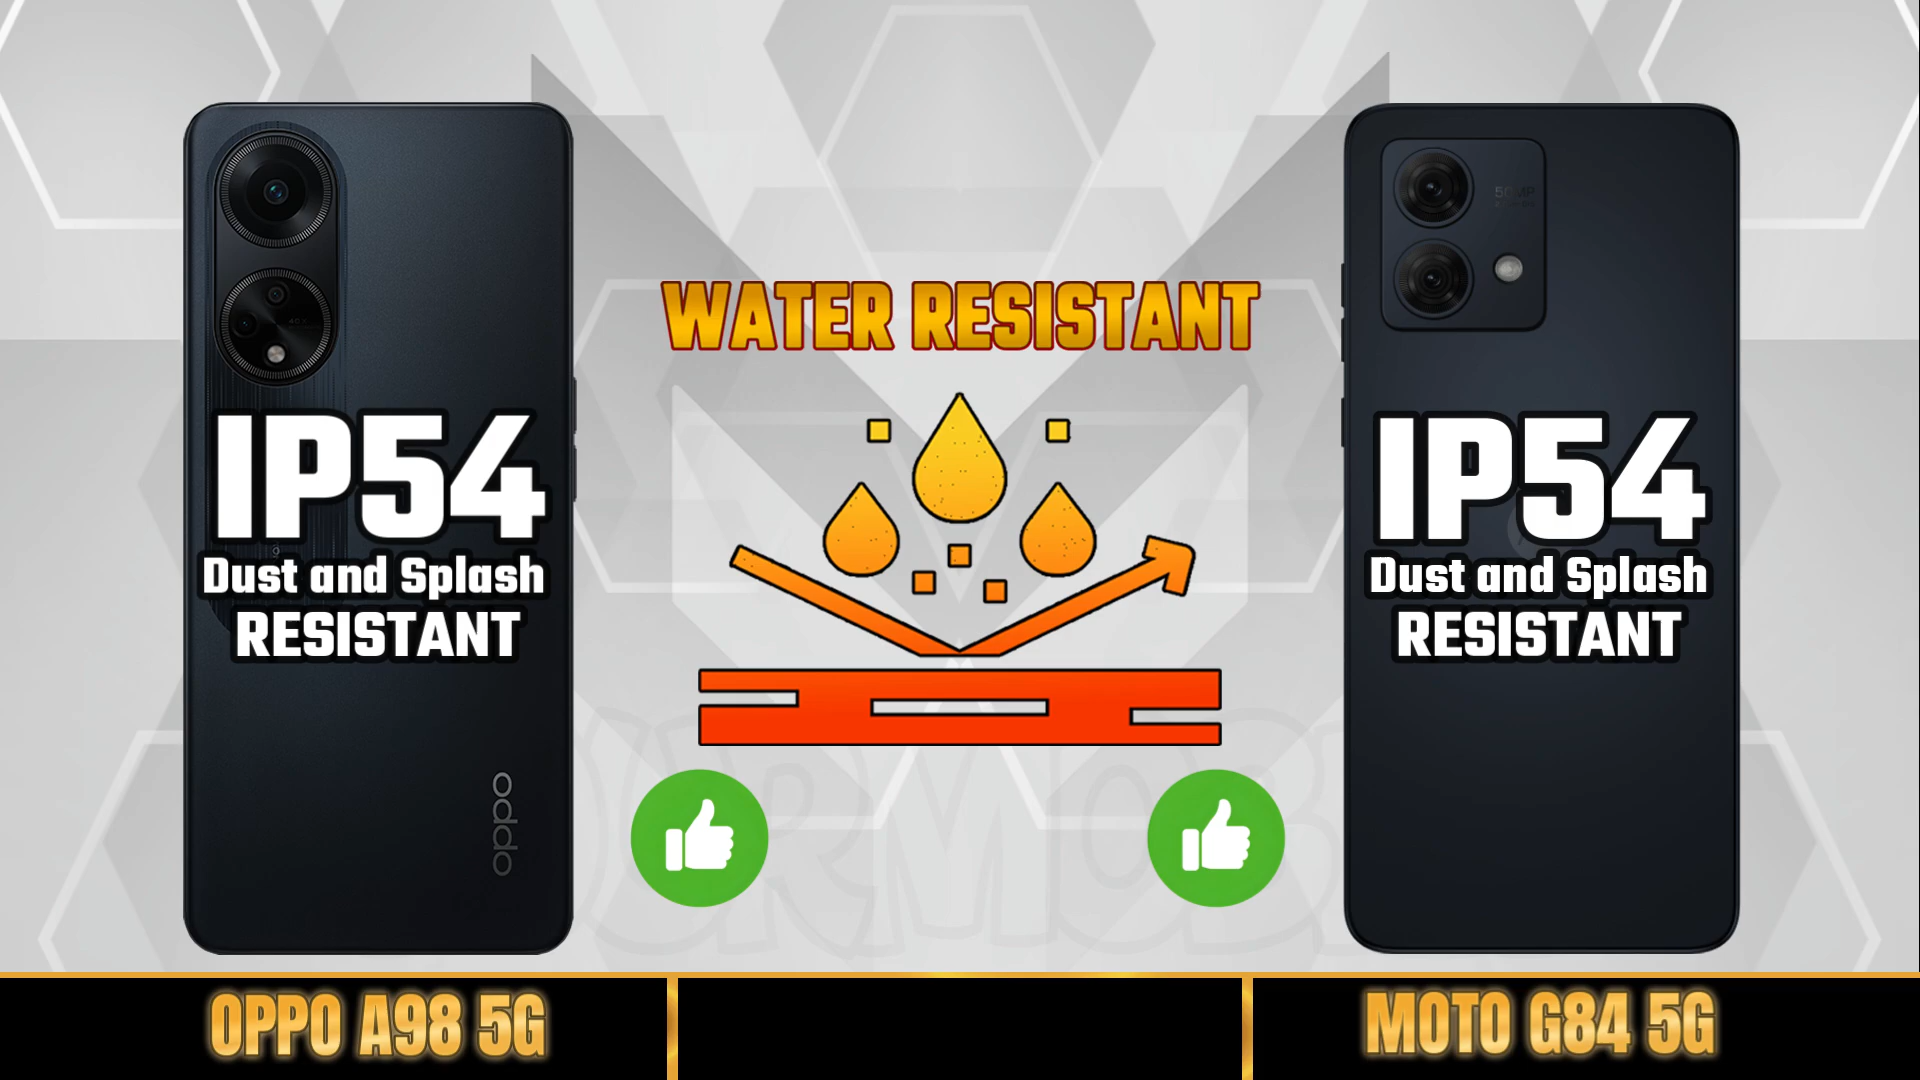 WATER RESISTANT
IP54
Dust and Splash
RESISTANT
oppo
OPPO A98 5G
50MP
IP54
Dust and Splash
RESISTANT
MOTO G84 5G